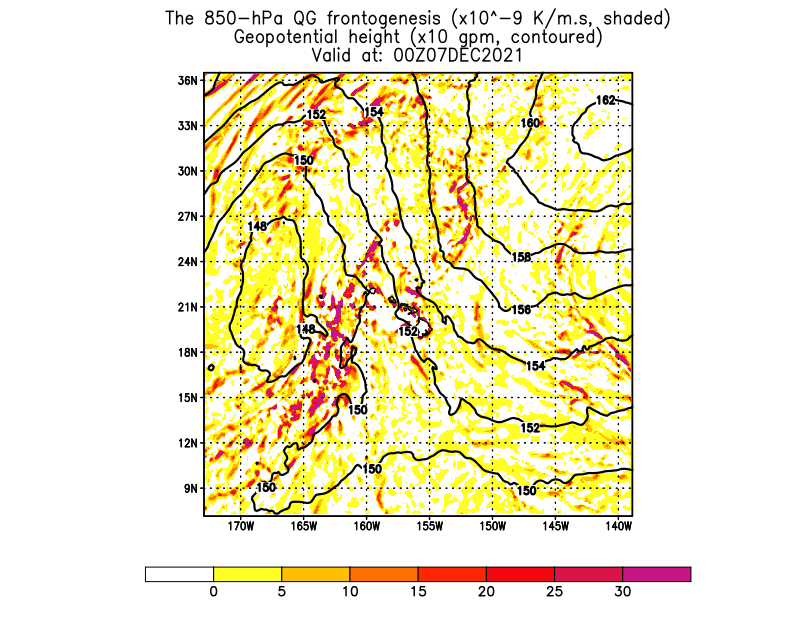 The 850-hPa QG frontogenesis (x10^-9 K/m.s, shaded)
Geopotential height (x10 gpm, contoured)
Valid at: 00Z07DEC2021
36N
33N
30N
27N
24N
21N
18N
15N
12N
9N
162
154
152
160
150
148
158
156
148
152
154
150
152
150
150
150
170W 165W 160W 155W 150W 145W 140W
0 5 10 15 20 25 30